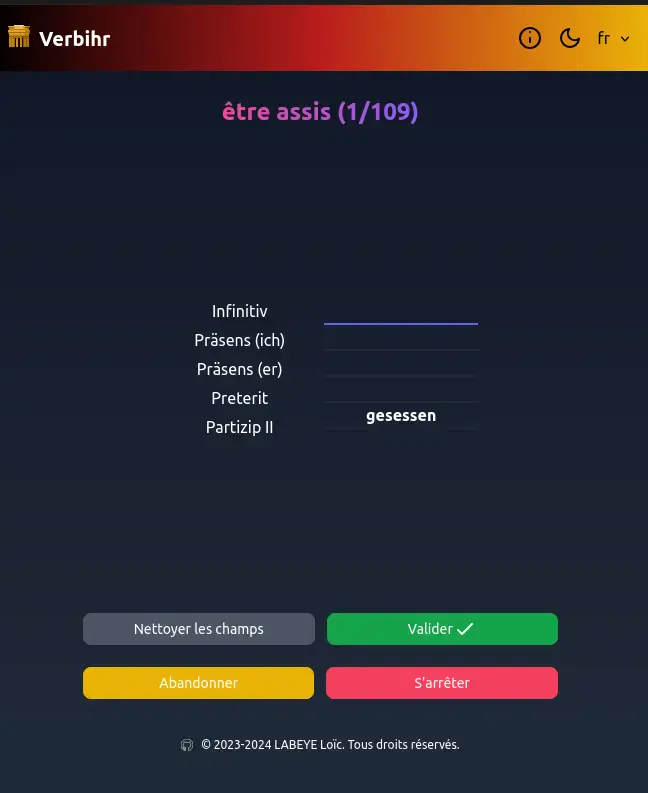 Verbihr
fr
être assis (1/109)
Infinitiv
Präsens (ich)
Präsens (er)
Preterit
gesessen
Partizip II
Nettoyer les champs
Valider
Abandonner
S'arrêter
© 2023-2024 LABEYE Loïc. Tous droits réservés.